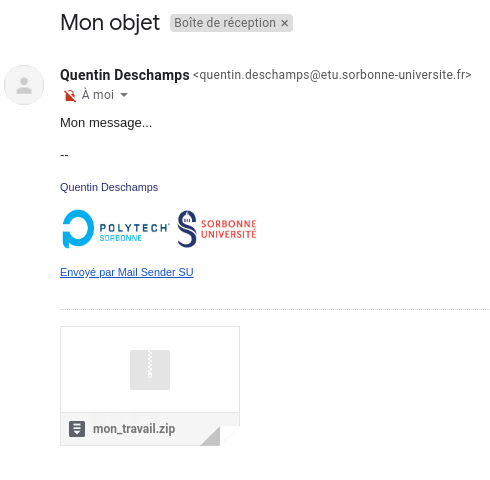 Mon objet Boîte de réception ×
Quentin Deschamps <quentin.deschamps@etu.sorbonne-universite.fr>
À moi
Mon message...
--
Quentin Deschamps
POLYTECH° SORBONNE
SORBONNE UNIVERSITÉ
Envoyé par Mail Sender SU
mon_travail.zip